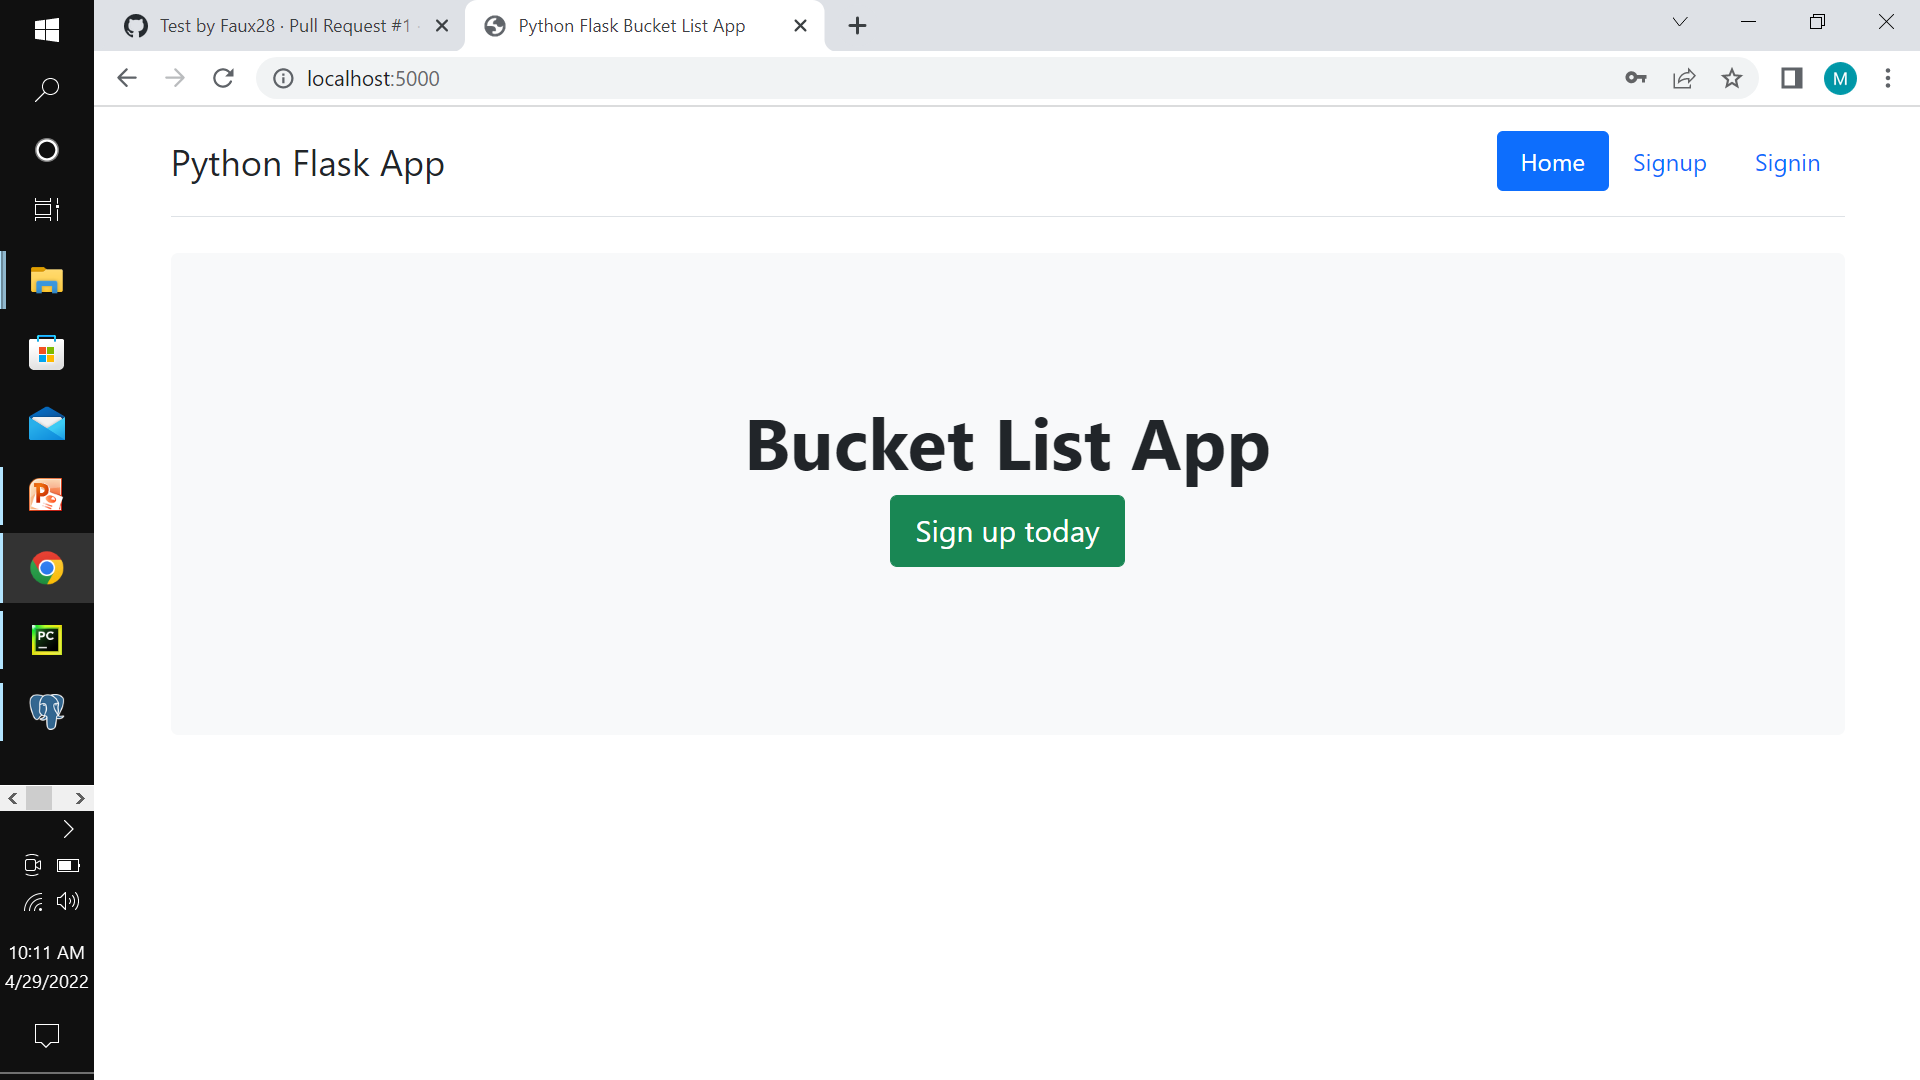 Test by Faux28 · Pull Request #1 ·
Python Flask Bucket List App
localhost:5000
M
Python Flask App
Home
Signup
Signin
Bucket List App
Sign up today
P
PC
10:11 AM
4/29/2022